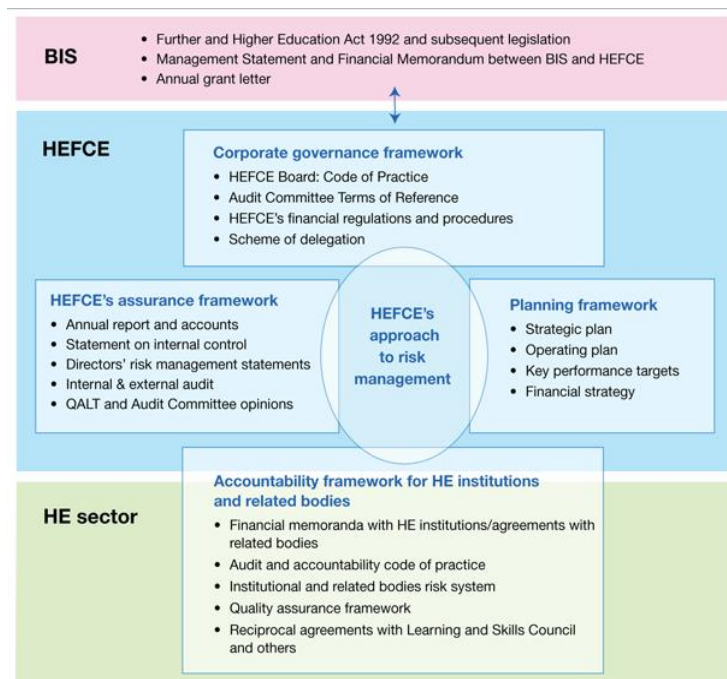 BIS
• Further and Higher Education Act 1992 and subsequent legislation
• Management Statement and Financial Memorandum between BIS and HEFCE
• Annual grant letter
HEFCE
Corporate governance framework
• HEFCE Board: Code of Practice
• Audit Committee Terms of Reference
• HEFCE's financial regulations and procedures
• Scheme of delegation
HEFCE's assurance framework
• Annual report and accounts
• Statement on internal control
• Directors' risk management statements
• Internal & external audit
• QALT and Audit Committee opinions
HEFCE's
approach
to risk
management
Planning framework
• Strategic plan
• Operating plan
• Key performance targets
• Financial strategy
HE sector
Accountability framework for HE institutions
and related bodies
• Financial memoranda with HE institutions/agreements with
related bodies
• Audit and accountability code of practice
• Institutional and related bodies risk system
• Quality assurance framework
• Reciprocal agreements with Learning and Skills Council
and others